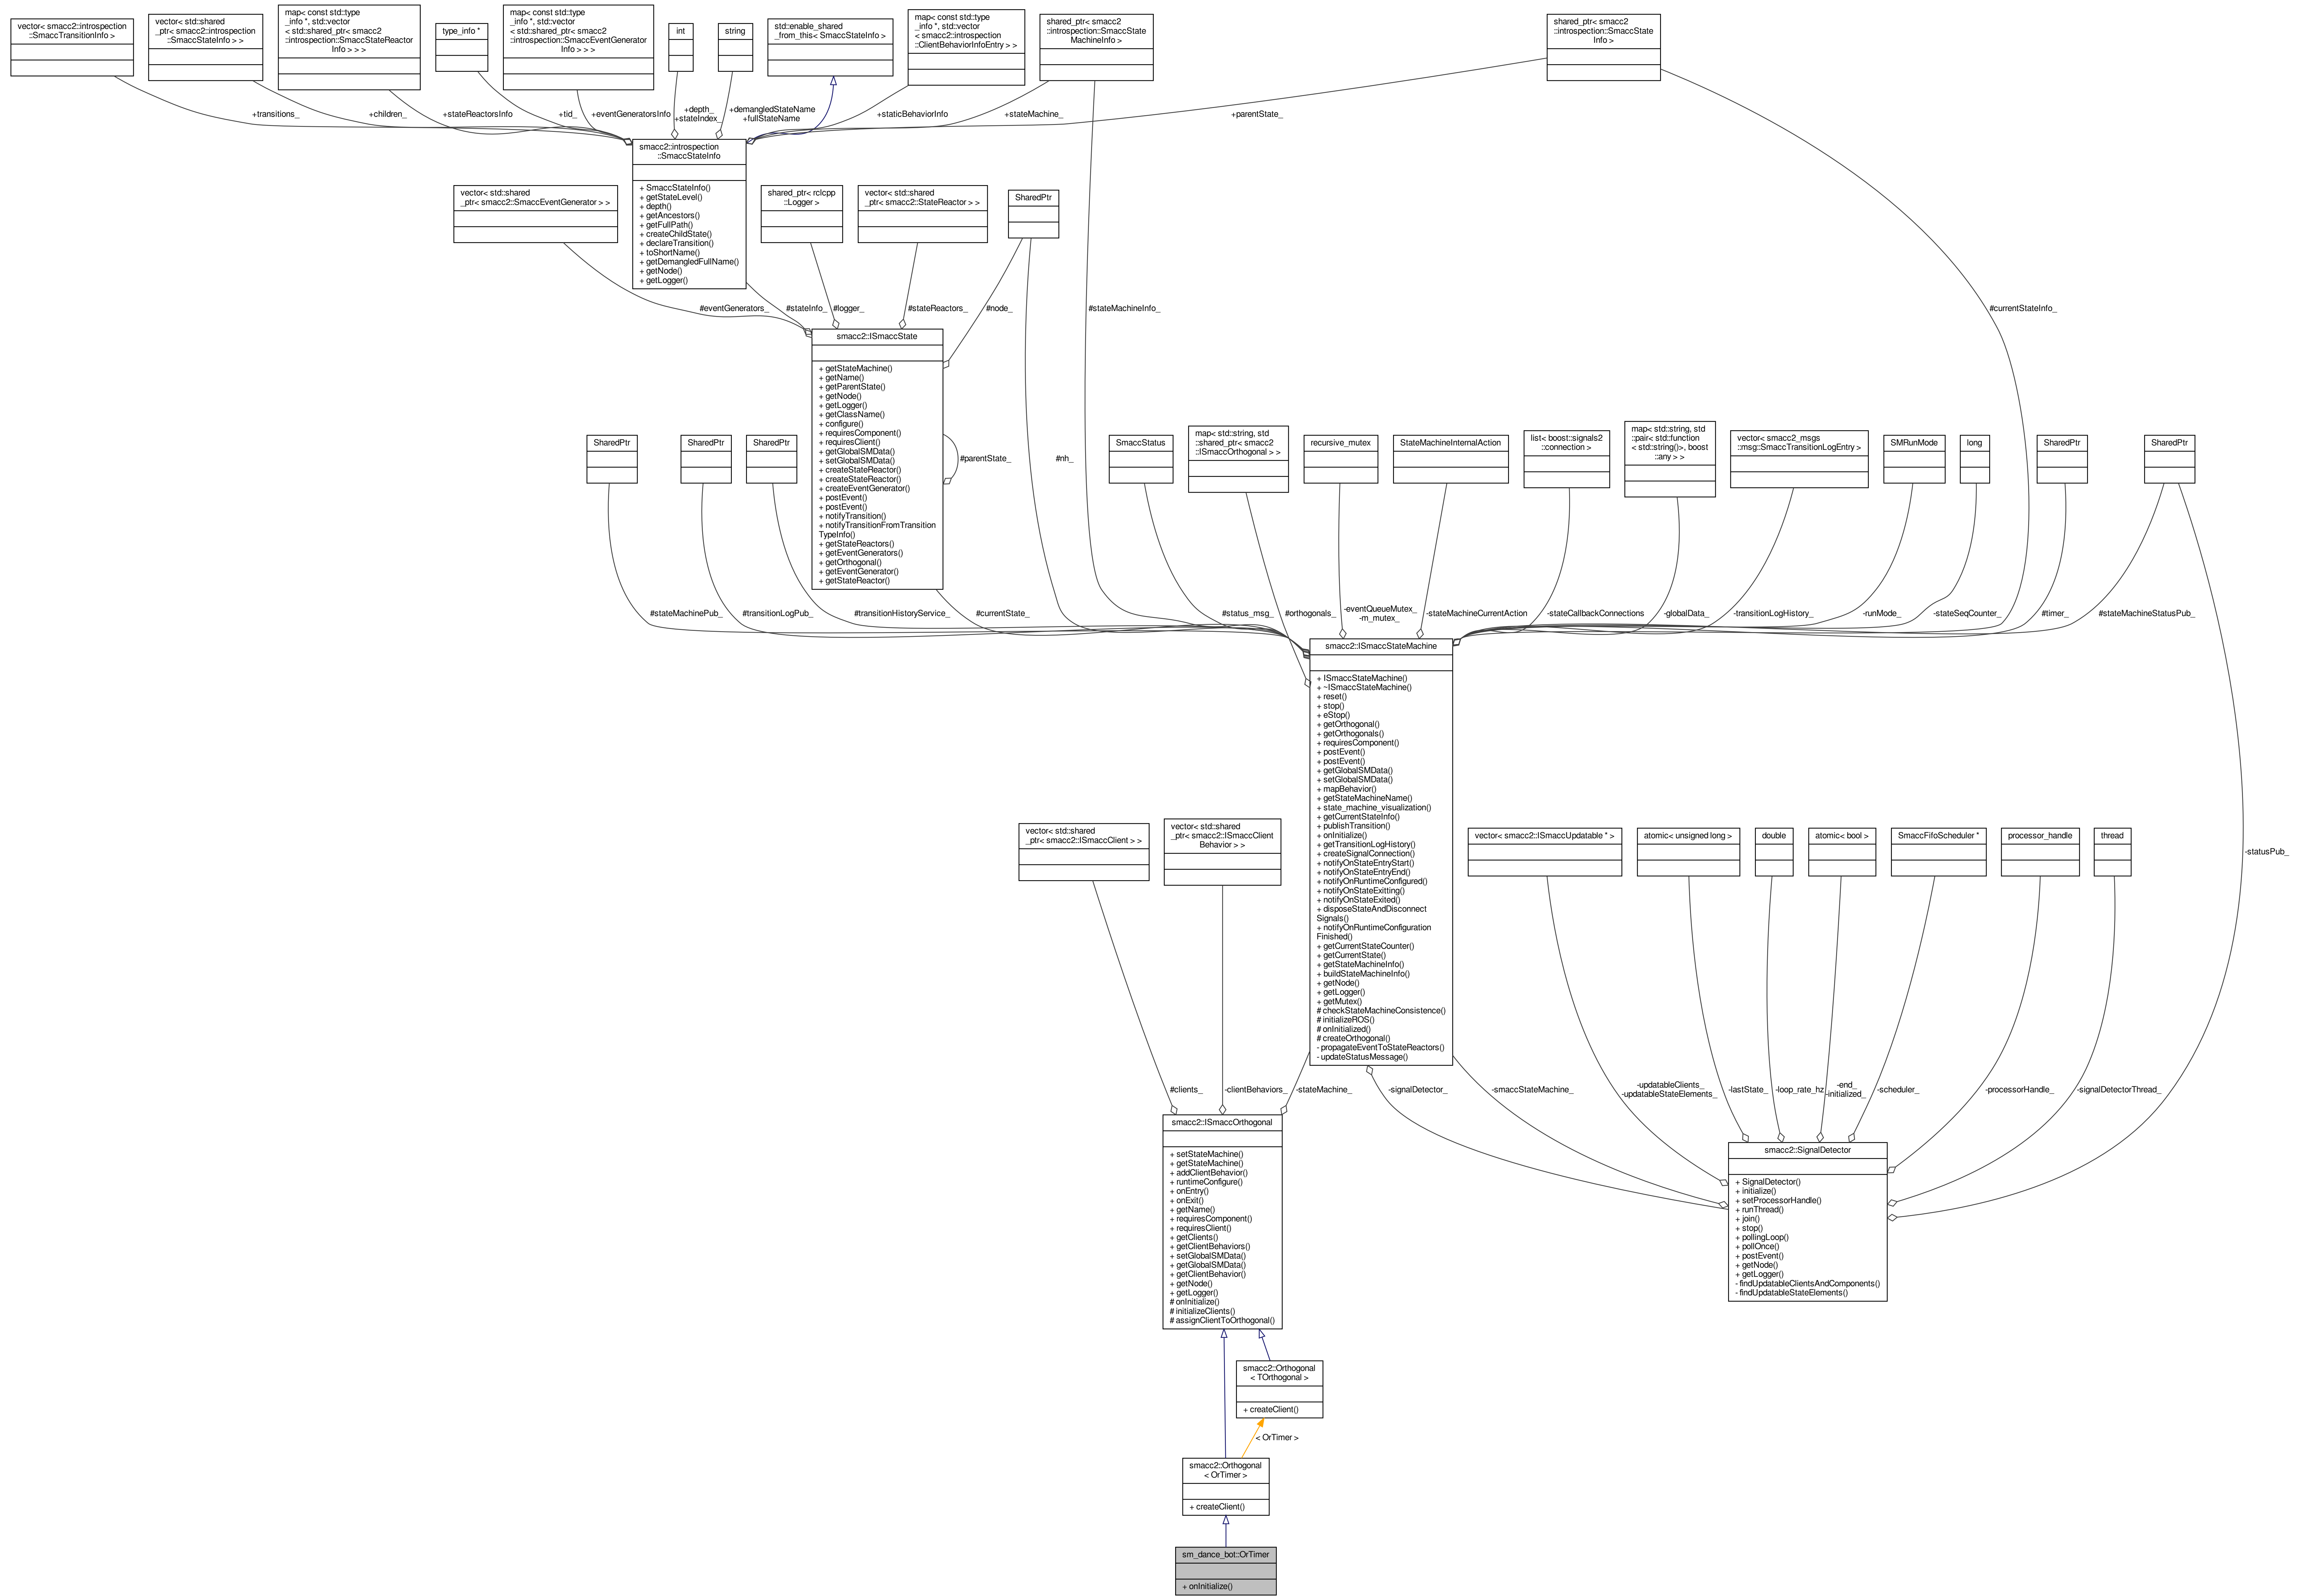 vector< smacc2::introspection
::SmaccTransitionInfo >
vector< std::shared
_ptr< smacc2::introspection
::SmaccStateInfo > >
map< const std::type
_info *, std::vector
< std::shared_ptr< smacc2
::introspection::SmaccStateReactor
Info > > >
type_info *
map< const std::type
_info *, std::vector
< std::shared_ptr< smacc2
::introspection::SmaccEventGenerator
Info > > >
int
string
std::enable_shared
_from_this< SmaccStateInfo >
map< const std::type
_info *, std::vector
< smacc2::introspection
::ClientBehaviorInfoEntry > >
shared_ptr< smacc2
::introspection::SmaccState
MachineInfo >
shared_ptr< smacc2
::introspection::SmaccState
Info >
+transitions_
+children_
+stateReactorsInfo
+tid_
+eventGeneratorsInfo
+depth_
+stateIndex_
+demangledStateName
+fullStateName
+staticBehaviorInfo
+stateMachine_
+parentState_
smacc2::introspection
::SmaccStateInfo
+ SmaccStateInfo()
+ getStateLevel()
+ depth()
+ getAncestors()
+ getFullPath()
+ createChildState()
+ declareTransition()
+ toShortName()
+ getDemangledFullName()
+ getNode()
+ getLogger()
vector< std::shared
_ptr< smacc2::SmaccEventGenerator > >
shared_ptr< rclcpp
::Logger >
vector< std::shared
_ptr< smacc2::StateReactor > >
SharedPtr
#eventGenerators_
#stateInfo_
#logger_
#stateReactors_
#node_
#stateMachineInfo_
#currentStateInfo_
smacc2::ISmaccState
+ getStateMachine()
+ getName()
+ getParentState()
+ getNode()
+ getLogger()
+ getClassName()
+ configure()
+ requiresComponent()
+ requiresClient()
+ getGlobalSMData()
+ setGlobalSMData()
+ createStateReactor()
+ createStateReactor()
+ createEventGenerator()
+ postEvent()
+ postEvent()
+ notifyTransition()
+ notifyTransitionFromTransition
TypeInfo()
+ getStateReactors()
+ getEventGenerators()
+ getOrthogonal()
+ getEventGenerator()
+ getStateReactor()
#parentState_
#nh_
SharedPtr
SharedPtr
SharedPtr
SmaccStatus
map< std::string, std
::shared_ptr< smacc2
::ISmaccOrthogonal > >
recursive_mutex
StateMachineInternalAction
list< boost::signals2
::connection >
map< std::string, std
::pair< std::function
< std::string()>, boost
::any > >
vector< smacc2_msgs
::msg::SmaccTransitionLogEntry >
SMRunMode
long
SharedPtr
SharedPtr
#stateMachinePub_
#transitionLogPub_
#transitionHistoryService_
#currentState_
#status_msg_
#orthogonals_
-eventQueueMutex_
-m_mutex_
-stateMachineCurrentAction
-stateCallbackConnections
-globalData_
-transitionLogHistory_
-runMode_
-stateSeqCounter_
#timer_
#stateMachineStatusPub_
smacc2::ISmaccStateMachine
+ ISmaccStateMachine()
+ ~ISmaccStateMachine()
+ reset()
+ stop()
+ eStop()
+ getOrthogonal()
+ getOrthogonals()
+ requiresComponent()
+ postEvent()
+ postEvent()
+ getGlobalSMData()
+ setGlobalSMData()
+ mapBehavior()
+ getStateMachineName()
+ state_machine_visualization()
+ getCurrentStateInfo()
+ publishTransition()
+ onInitialize()
+ getTransitionLogHistory()
+ createSignalConnection()
+ notifyOnStateEntryStart()
+ notifyOnStateEntryEnd()
+ notifyOnRuntimeConfigured()
+ notifyOnStateExitting()
+ notifyOnStateExited()
+ disposeStateAndDisconnect
Signals()
+ notifyOnRuntimeConfiguration
Finished()
+ getCurrentStateCounter()
+ getCurrentState()
+ getStateMachineInfo()
+ buildStateMachineInfo()
+ getNode()
+ getLogger()
+ getMutex()
# checkStateMachineConsistence()
# initializeROS()
# onInitialized()
# createOrthogonal()
- propagateEventToStateReactors()
- updateStatusMessage()
vector< std::shared
_ptr< smacc2::ISmaccClient > >
vector< std::shared
_ptr< smacc2::ISmaccClient
Behavior > >
vector< smacc2::ISmaccUpdatable * >
atomic< unsigned long >
double
atomic< bool >
SmaccFifoScheduler *
processor_handle
thread
-statusPub_
#clients_
-clientBehaviors_
-stateMachine_
-signalDetector_
-smaccStateMachine_
-updatableClients_
-updatableStateElements_
-lastState_
-loop_rate_hz
-end_
-initialized_
-scheduler_
-processorHandle_
-signalDetectorThread_
smacc2::ISmaccOrthogonal
+ setStateMachine()
+ getStateMachine()
+ addClientBehavior()
+ runtimeConfigure()
+ onEntry()
+ onExit()
+ getName()
+ requiresComponent()
+ requiresClient()
+ getClients()
+ getClientBehaviors()
+ setGlobalSMData()
+ getGlobalSMData()
+ getClientBehavior()
+ getNode()
+ getLogger()
# onInitialize()
# initializeClients()
# assignClientToOrthogonal()
smacc2::SignalDetector
+ SignalDetector()
+ initialize()
+ setProcessorHandle()
+ runThread()
+ join()
+ stop()
+ pollingLoop()
+ pollOnce()
+ postEvent()
+ getNode()
+ getLogger()
- findUpdatableClientsAndComponents()
- findUpdatableStateElements()
smacc2::Orthogonal
< TOrthogonal >
+ createClient()
< OrTimer >
smacc2::Orthogonal
< OrTimer >
+ createClient()
sm_dance_bot::OrTimer
+ onInitialize()